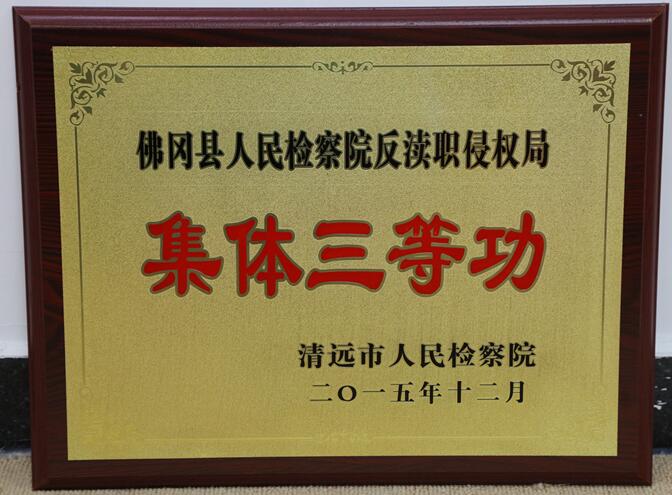 佛冈县人民检察院反渎职侵权局
集体三等功
清远市人民检察院
二〇一五年十二月